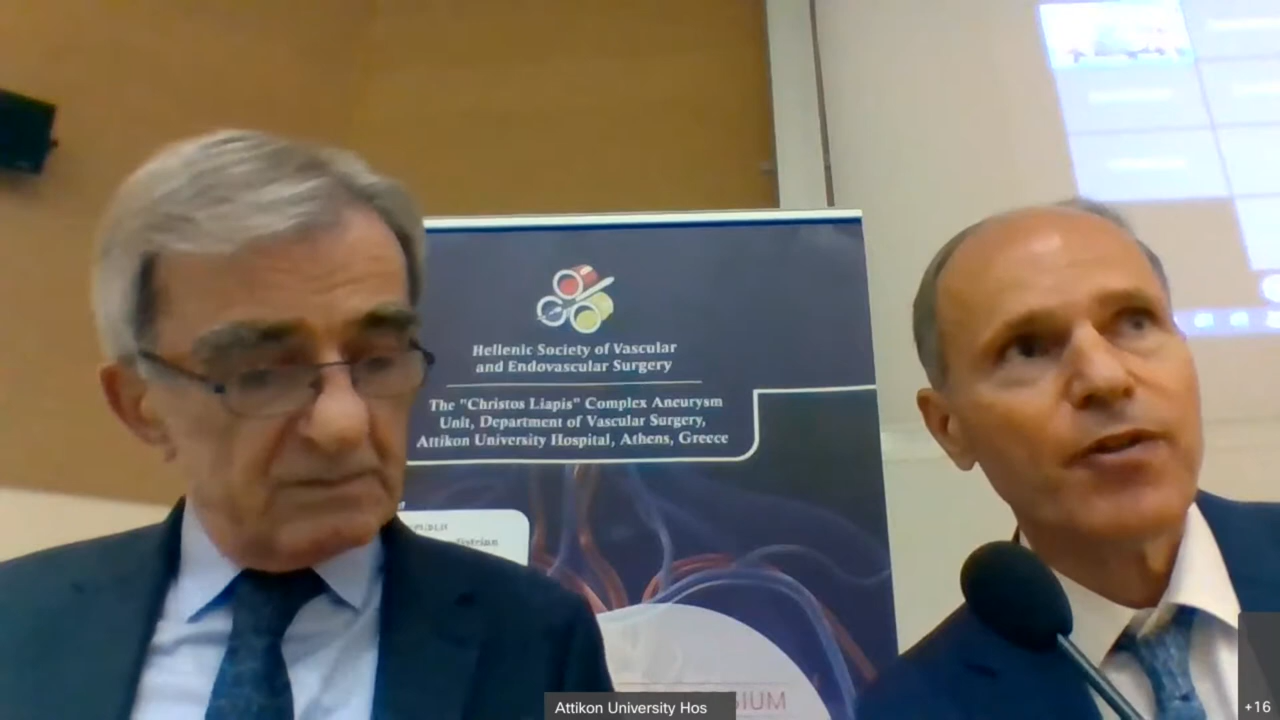 Hellenic Society of Vascular
and Endovascular Surgery
The "Christos Liapis" Complex Aneurysm
Unit, Department of Vascular Surgery,
Attikon University Hospital, Athens, Greece
Attikon University Hos
+16